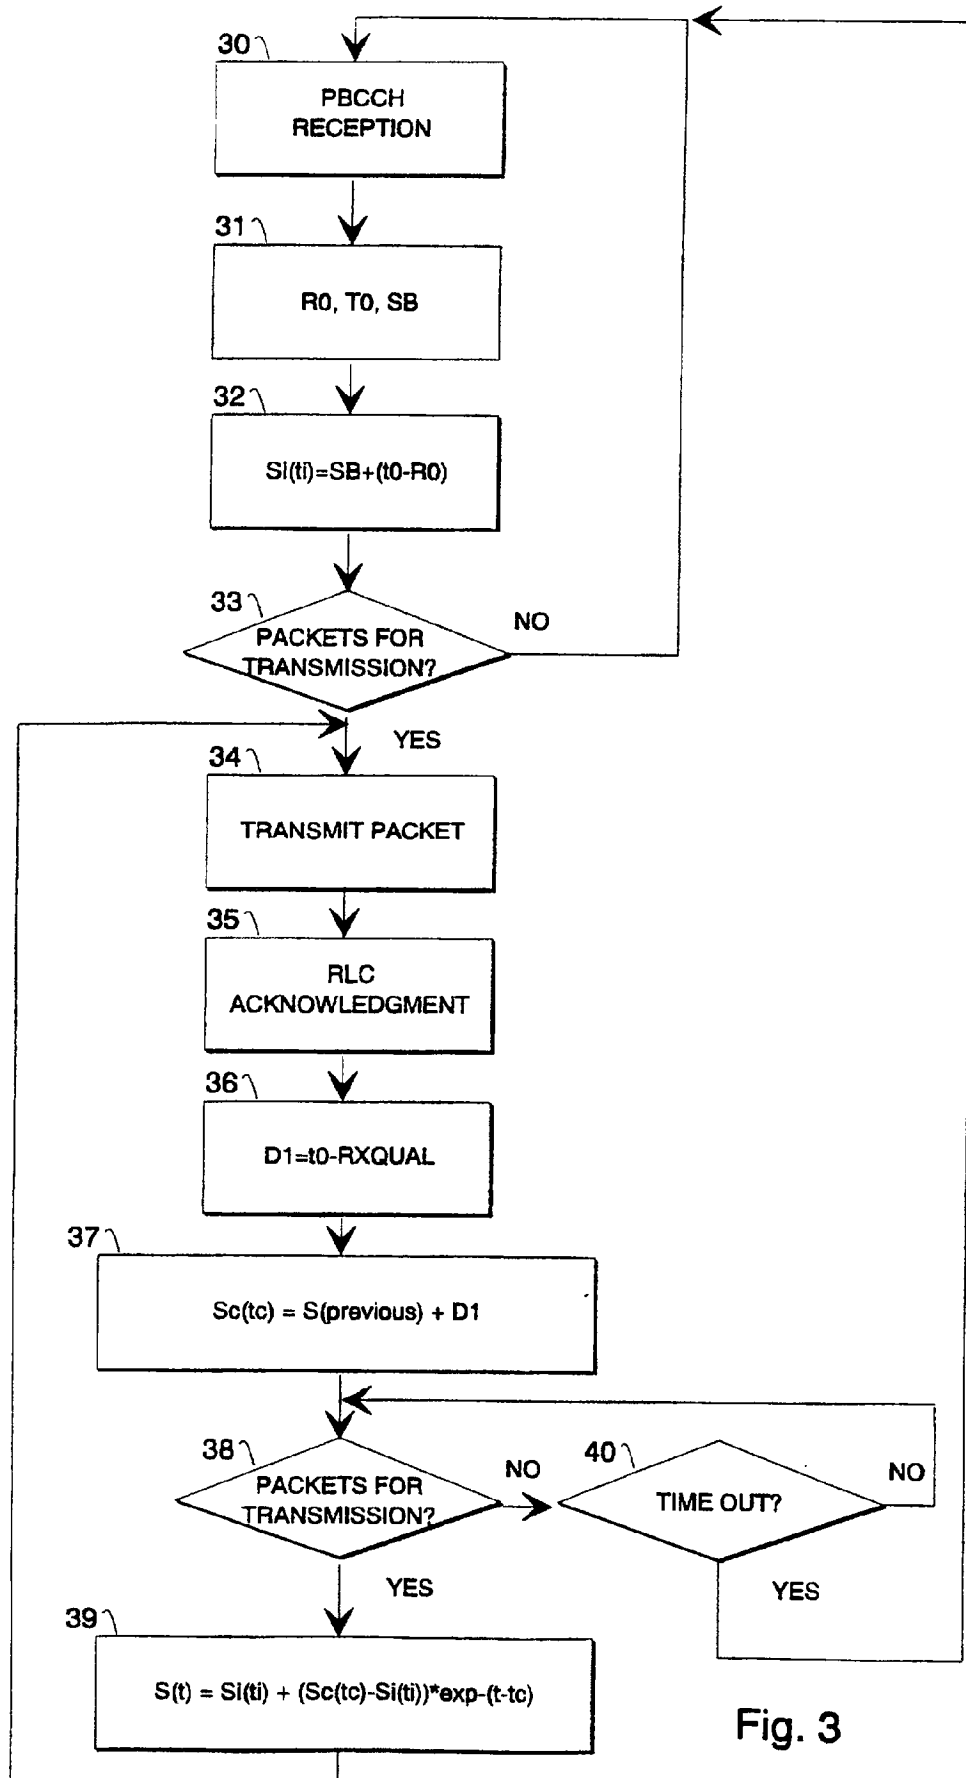 30
PBCCH
RECEPTION
31
R0, T0, SB
32
Si(ti)=SB+(t0-R0)
33
PACKETS FOR
TRANSMISSION?
NO
YES
34
TRANSMIT PACKET
35
RLC
ACKNOWLEDGMENT
36
D1=t0-RXQUAL
37
Sc(tc) = S(previous) + D1
38
PACKETS FOR
TRANSMISSION?
NO
40
TIME OUT?
NO
YES
YES
39
S(t) = Si(ti) + (Sc(tc)-Si(ti))*exp-(t-tc)
Fig. 3